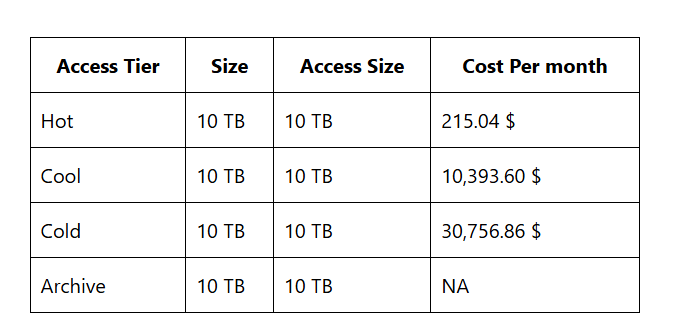 Access Tier Size Access Size Cost Per month
Hot 10 TB 10 TB 215.04 $
Cool 10 TB 10 TB 10,393.60 $
Cold 10 TB 10 TB 30,756.86 $
Archive 10 TB 10 TB NA